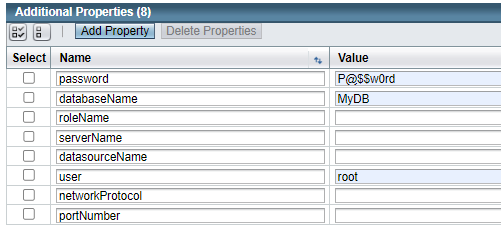 Additional Properties (8)
Add Property Delete Properties
Select Name Value
password P@$$w0rd
databaseName MyDB
roleName
serverName
datasourceName
user root
networkProtocol
portNumber